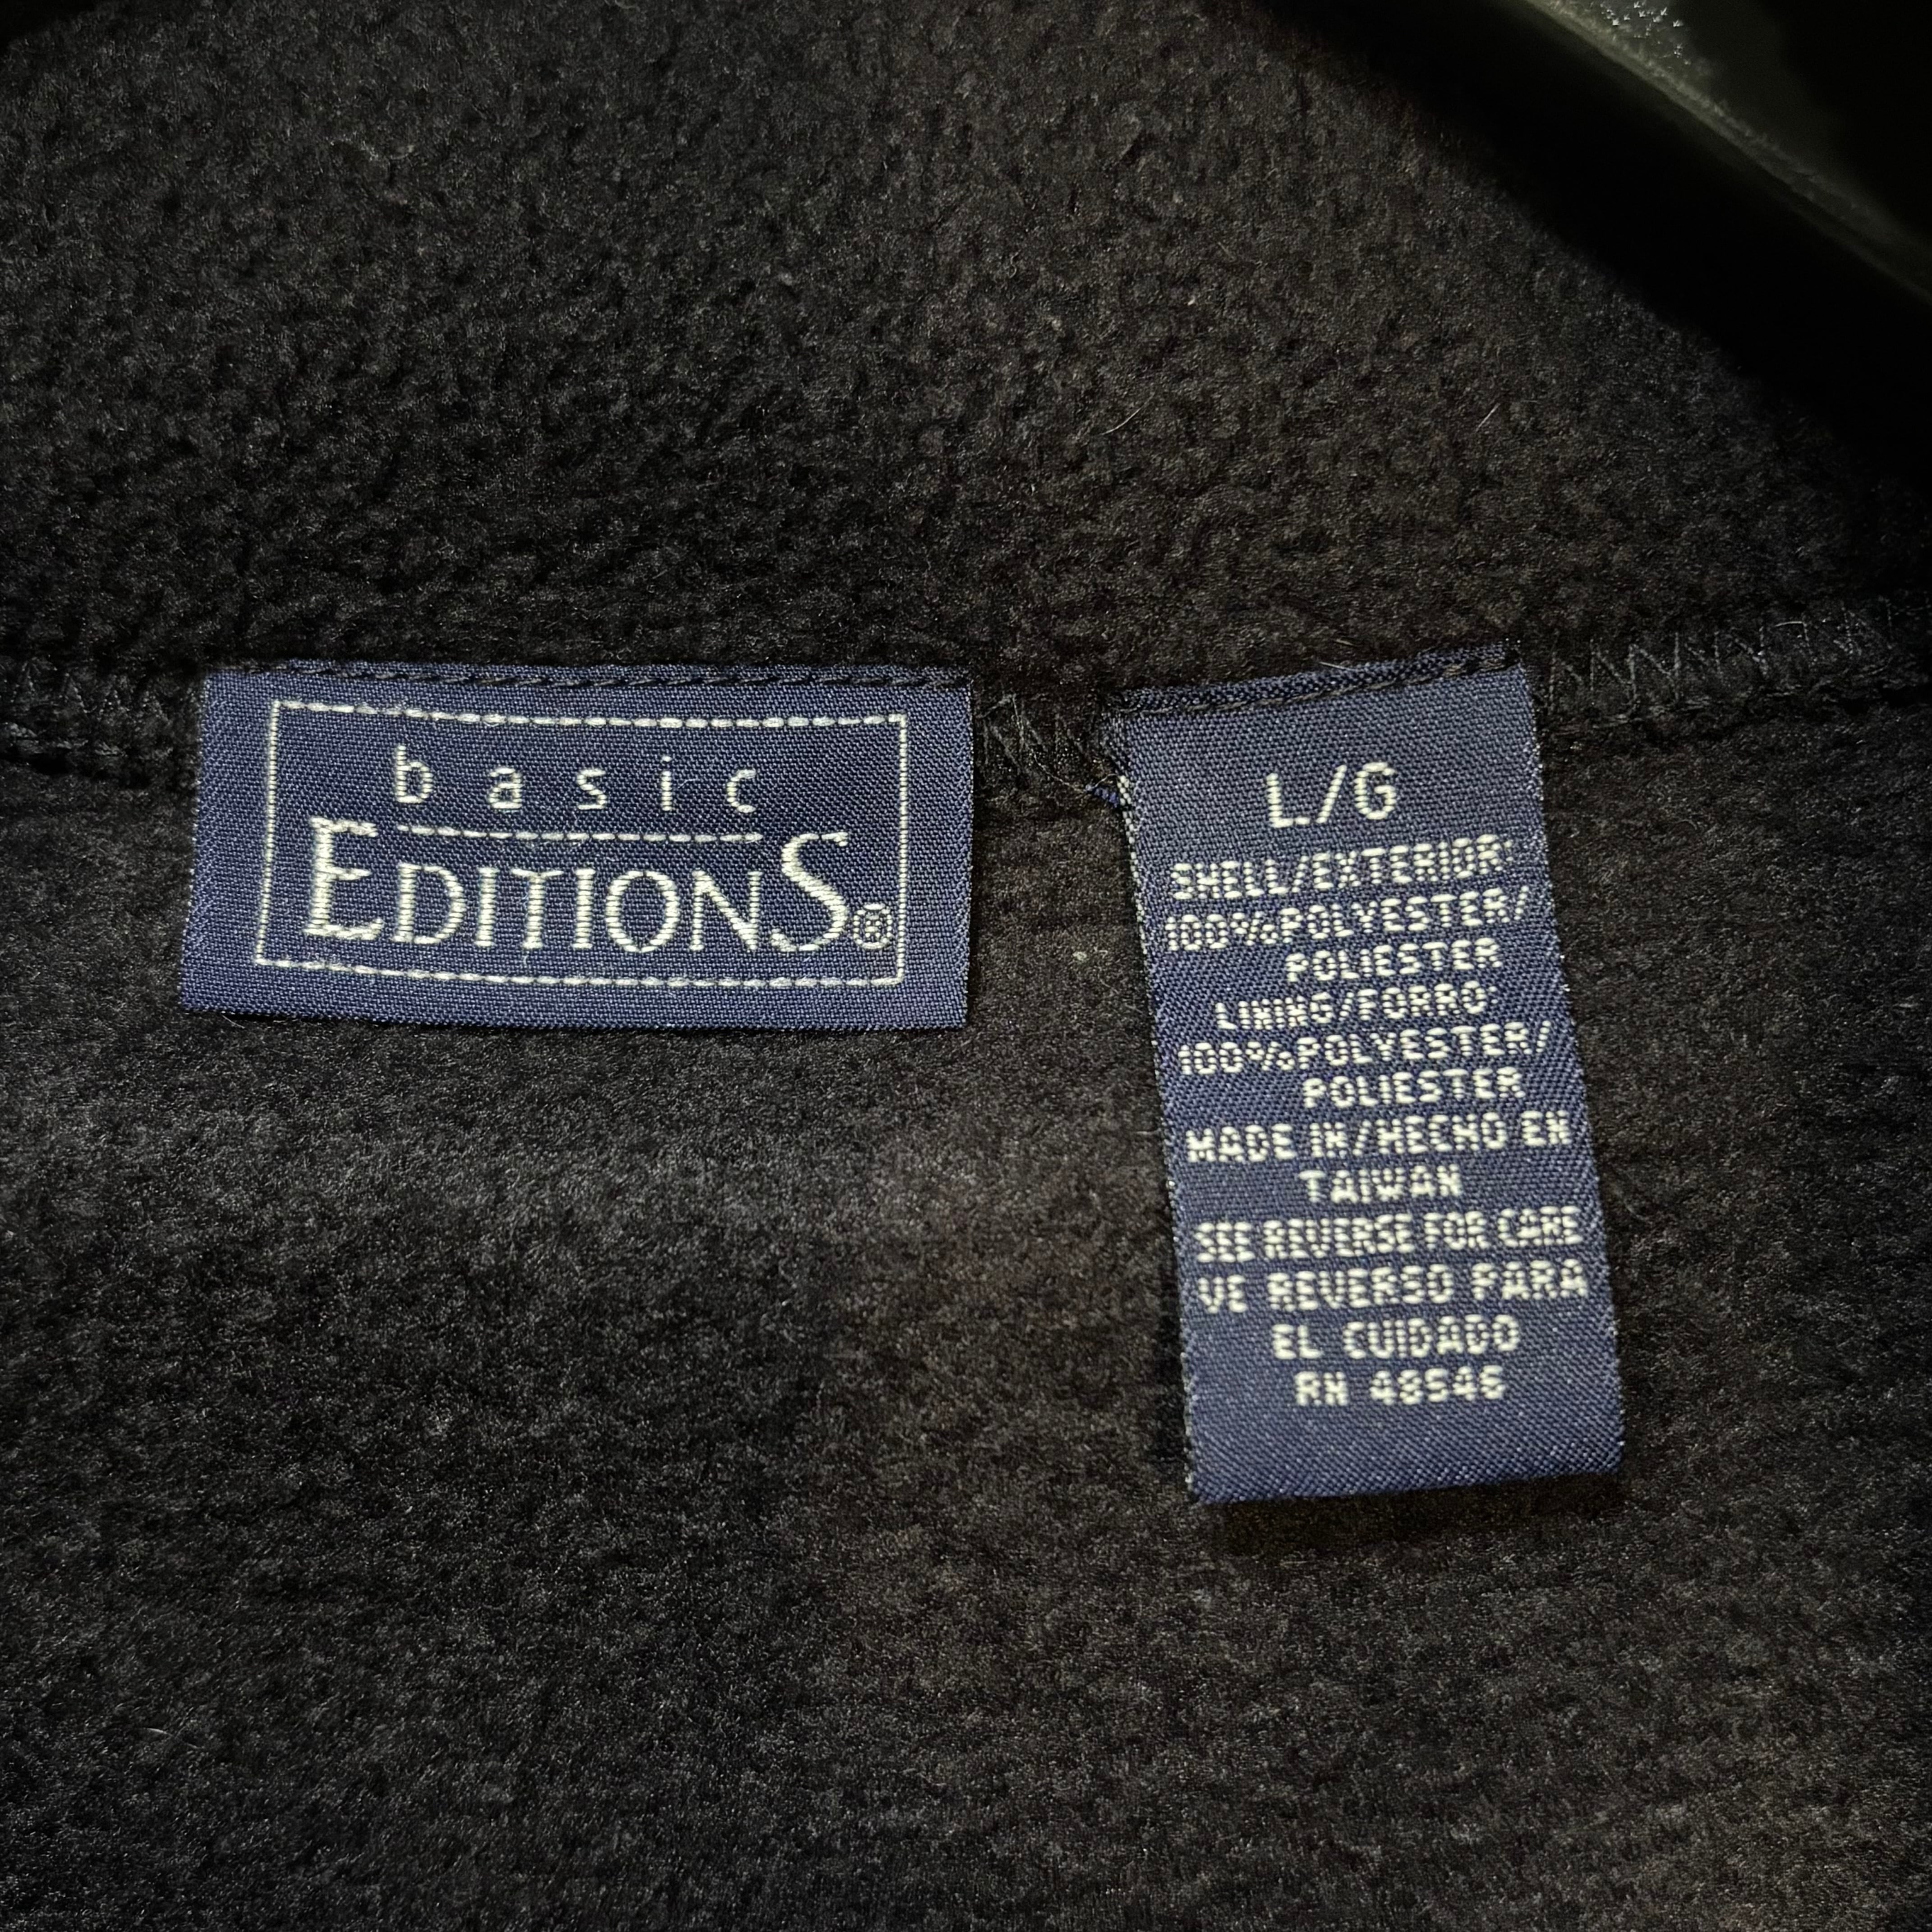 basic
EDITIONS®
L/G
SHELL/EXTERIOR:
100%POLYESTER/
POLIESTER
LINING/FORRO
100%POLYESTER/
POLIESTER
MADE IN/HECHO EN
TAIWAN
SEE REVERSE FOR CARE
VE REVERSO PARA
EL CUIDADO
RN